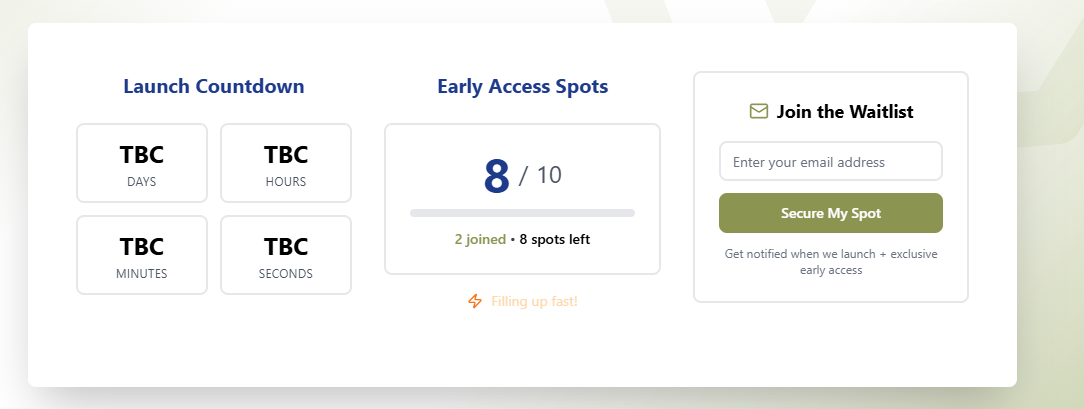 Launch Countdown
TBC
DAYS
TBC
HOURS
TBC
MINUTES
TBC
SECONDS
Early Access Spots
8 / 10
2 joined • 8 spots left
Filling up fast!
Join the Waitlist
Enter your email address
Secure My Spot
Get notified when we launch + exclusive
early access